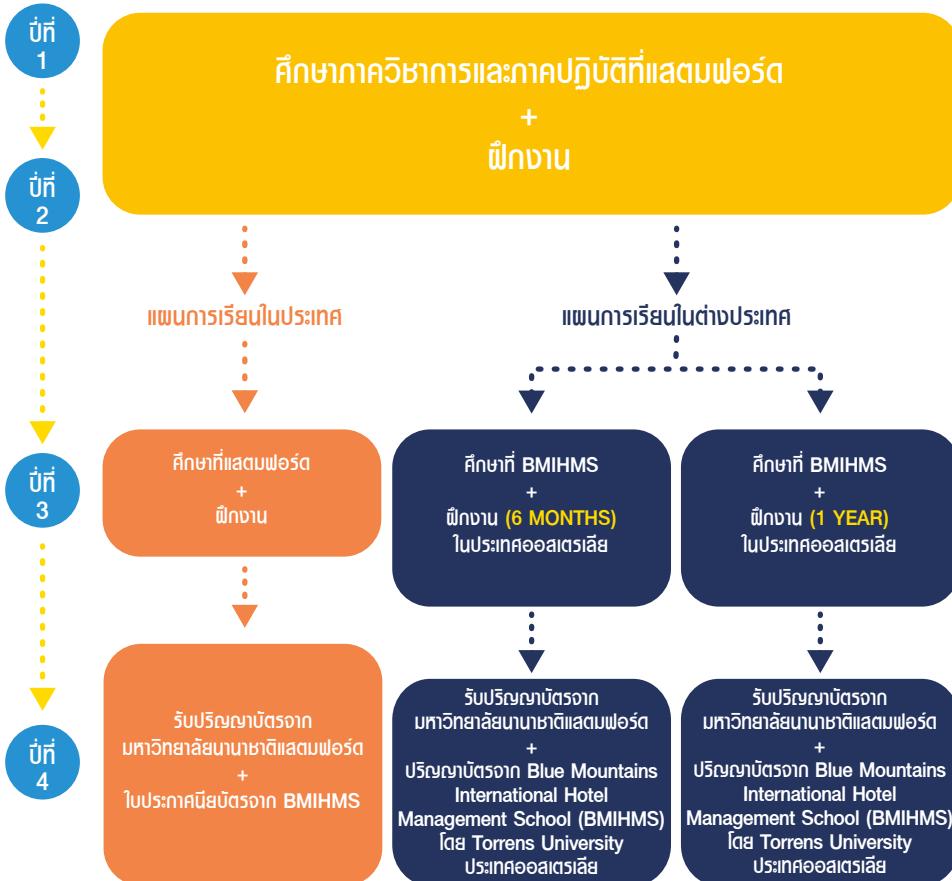 ปีที่
1
ศึกษาภาควิชาการและภาคปฏิบัติที่แสตมฟอร์ด
+
ฝึกงาน
ปีที่
2
แผนการเรียนในประเทศ
แผนการเรียนในต่างประเทศ
ปีที่
3
ศึกษาที่แสตมฟอร์ด
+
ฝึกงาน
ศึกษาที่ BMIHMS
+
ฝึกงาน (6 MONTHS)
ในประเทศออสเตรเลีย
ศึกษาที่ BMIHMS
+
ฝึกงาน (1 YEAR)
ในประเทศออสเตรเลีย
ปีที่
4
รับปริญญาบัตรจาก
มหาวิทยาลัยนานาชาติแสตมฟอร์ด
+
ใบประกาศนียบัตรจาก BMIHMS
รับปริญญาบัตรจาก
มหาวิทยาลัยนานาชาติแสตมฟอร์ด
+
ปริญญาบัตรจาก Blue Mountains
International Hotel
Management School (BMIHMS)
โดย Torrens University
ประเทศออสเตรเลีย
รับปริญญาบัตรจาก
มหาวิทยาลัยนานาชาติแสตมฟอร์ด
+
ปริญญาบัตรจาก Blue Mountains
International Hotel
Management School (BMIHMS)
โดย Torrens University
ประเทศออสเตรเลีย